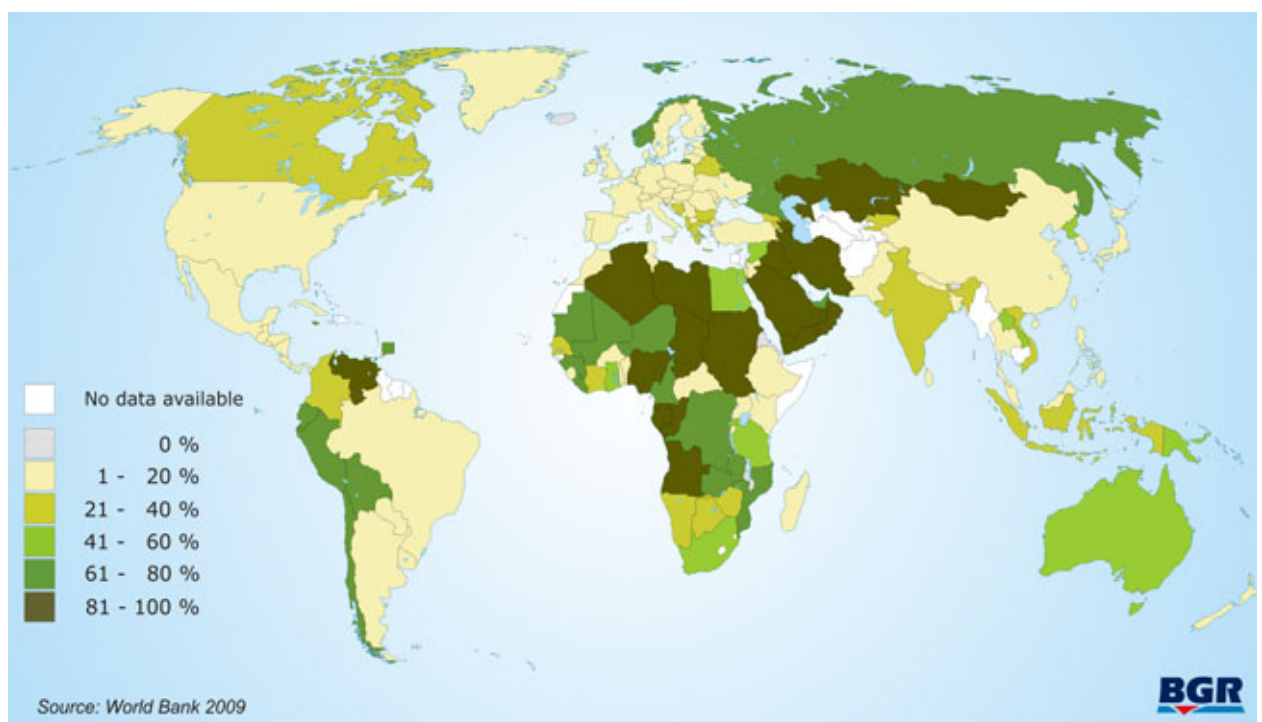 No data available
0 %
1 - 20 %
21 - 40 %
41 - 60 %
61 - 80 %
81 - 100 %
Source: World Bank 2009
BGR